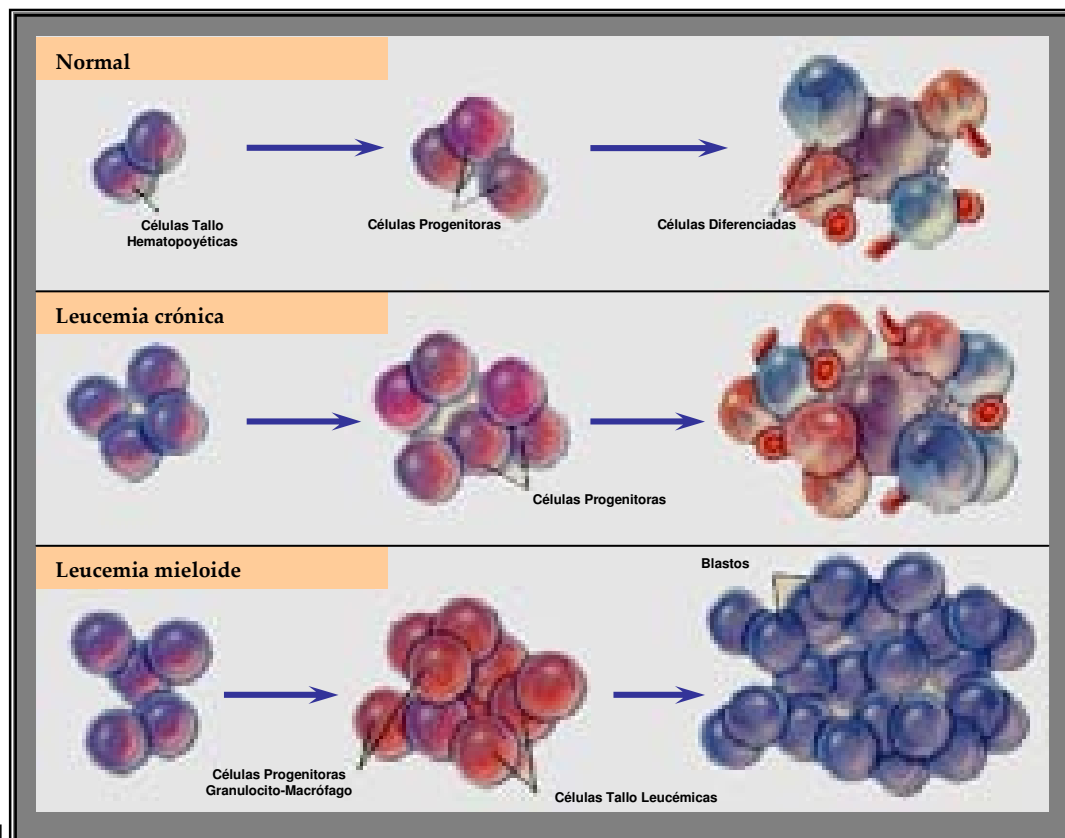 Normal
Células Tallo
Hematopoyéticas
Células Progenitoras
Células Diferenciadas
Leucemia crónica
Células Progenitoras
Leucemia mieloide
Blastos
Células Progenitoras
Granulocito-Macrófago
Células Tallo Leucémicas